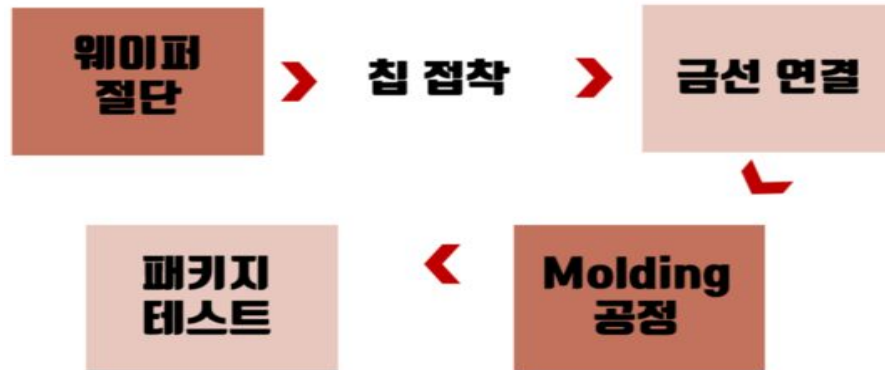 웨이퍼
절단
칩 접착
금선 연결
Molding
공정
패키지
테스트